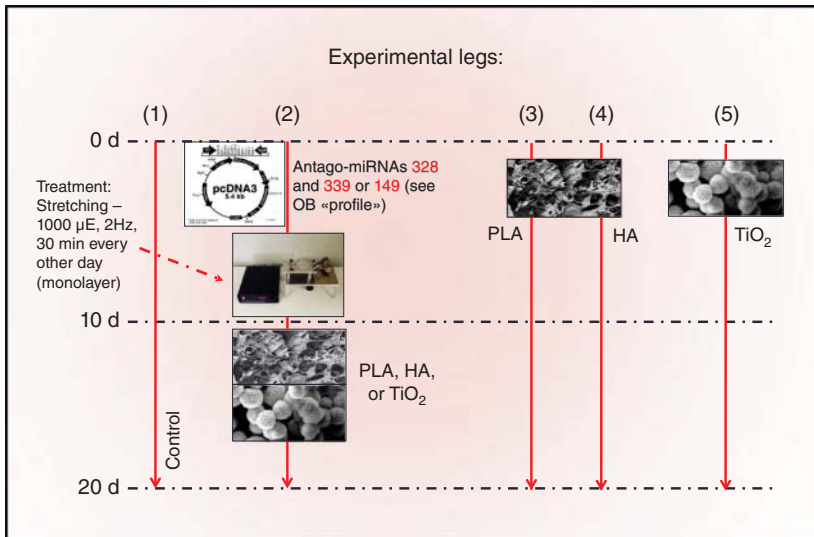 Experimental legs:
(1)
(2)
(3)
(4)
(5)
0 d
pcDNA3
5.4 kb
Antago-miRNAs 328
and 339 or 149 (see
OB «profile»)
Treatment:
Stretching –
1000 µE, 2Hz,
30 min every
other day
(monolayer)
PLA
HA
TiO₂
10 d
PLA, HA,
or TiO₂
Control
20 d